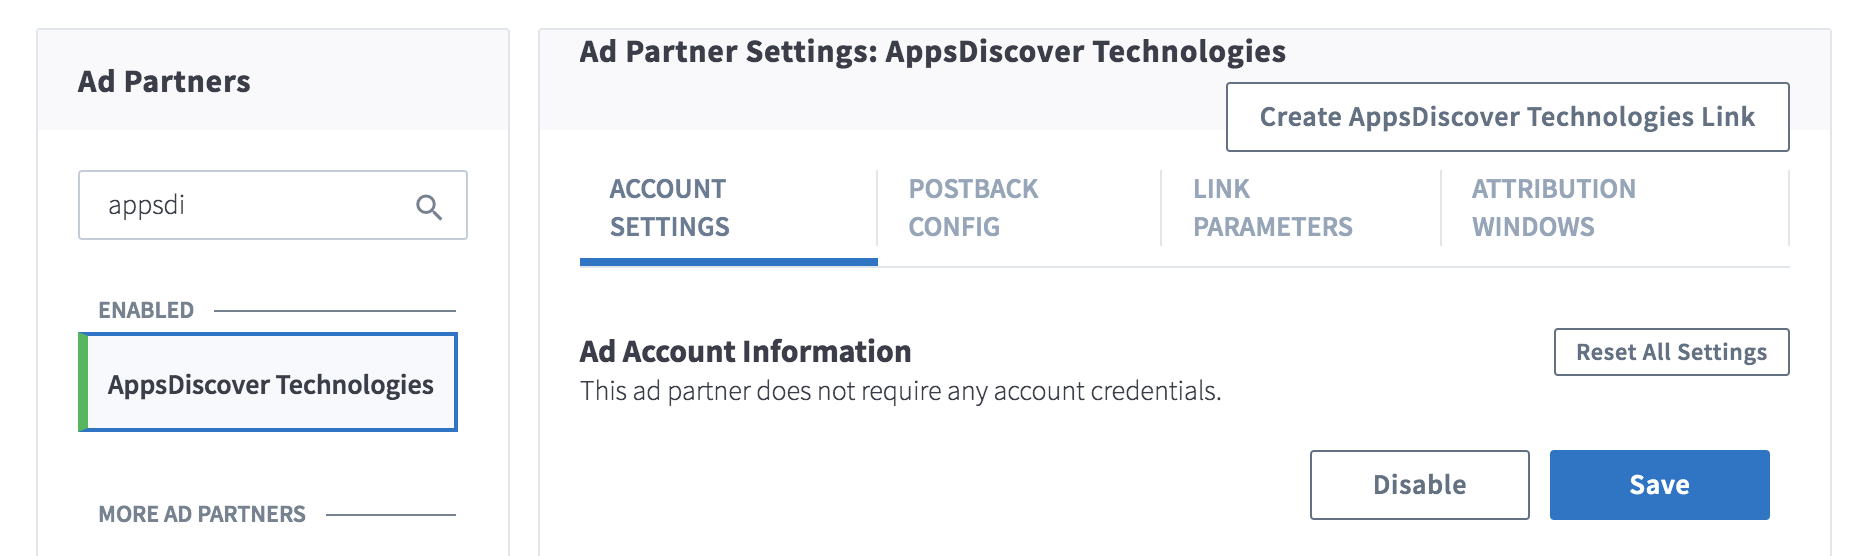 Ad Partners
appsdi
ENABLED
AppsDiscover Technologies
MORE AD PARTNERS
Ad Partner Settings: AppsDiscover Technologies
Create AppsDiscover Technologies Link
ACCOUNT
SETTINGS
POSTBACK
CONFIG
LINK
PARAMETERS
ATTRIBUTION
WINDOWS
Ad Account Information
Reset All Settings
This ad partner does not require any account credentials.
Disable
Save